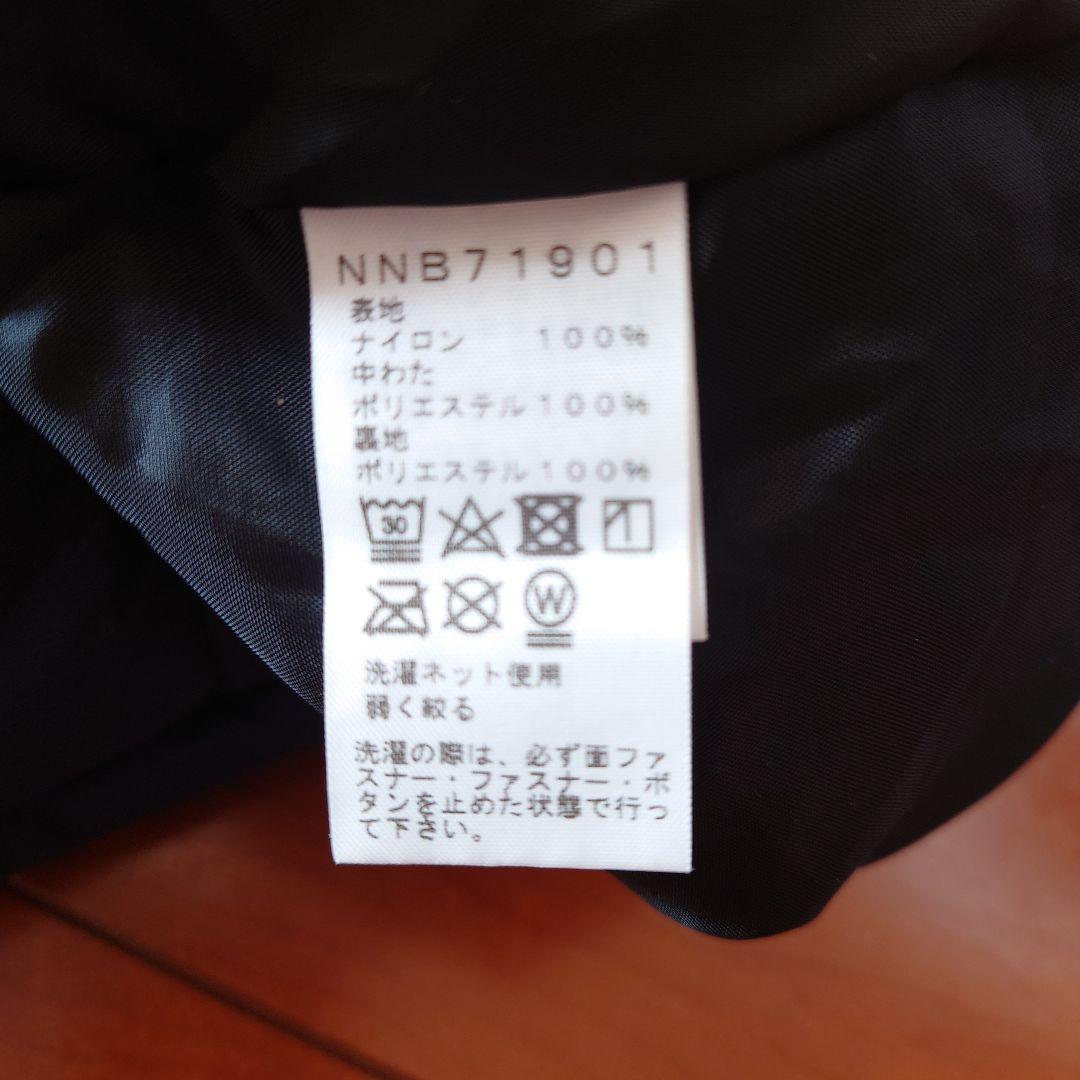 NNB71901
表地
ナイロン 100%
中わた
ポリエステル100%
裏地
ポリエステル100%
30
W
洗濯ネット使用
弱く絞る
洗濯の際は、必ず面ファ
スナー・ファスナー・ボ
タンを止めた状態で行っ
て下さい。